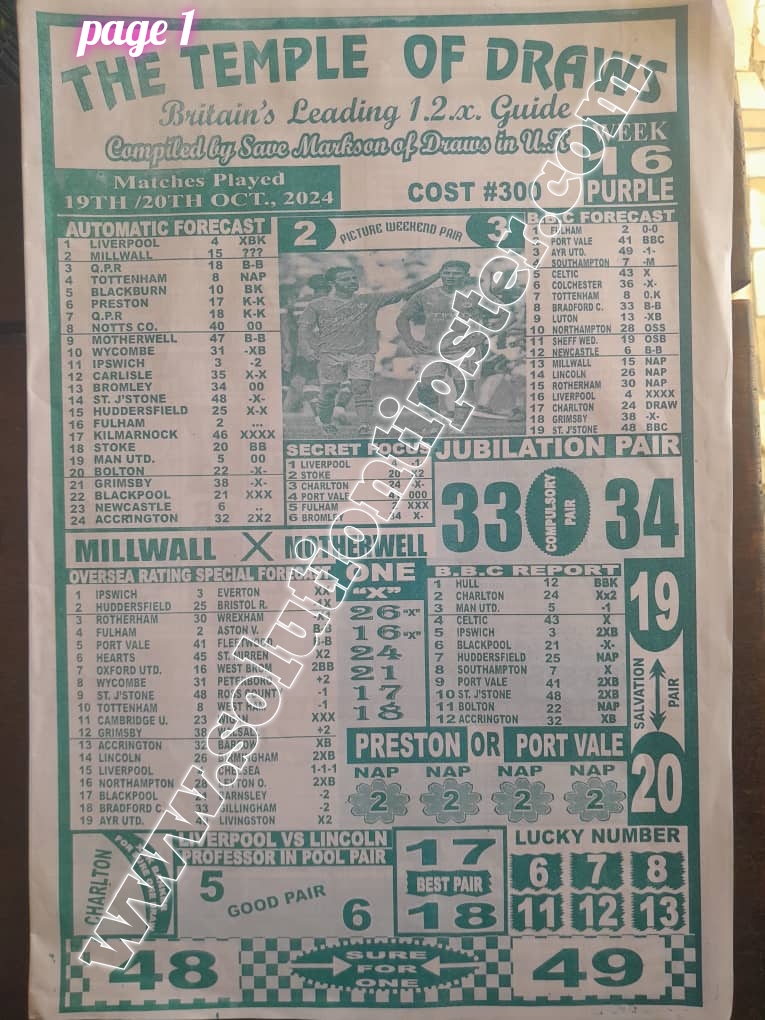 page 1
THE TEMPLE OF DRAWS
Britain's Leading 1.2.x. Guide
Compiled by Save Markson of Draws in U.K
WEEK
16
PURPLE
Matches Played
19TH /20TH OCT., 2024
COST #300
AUTOMATIC FORECAST
1 LIVERPOOL 4 XBK
2 MILLWALL 15 ???
3 Q.P.R 18 B-B
4 TOTTENHAM 8 NAP
BLACKBURN 10 BK
6 PRESTON 17 K-K
7 Q.P.R 18 K-K
8 NOTTS CO. 40 00
9 MOTHERWELL 47 B-B
10 WYCOMBE 31 -XB
11 IPSWICH 3 -2
12 CARLISLE 35 X-X
13 BROMLEY 34 00
14 ST. J'STONE 48 -X-
15 HUDDERSFIELD 25 X-X
16 FULHAM 2 ...
17 KILMARNOCK 46 XXXX
18 STOKE 20 BB
19 MAN UTD. 5 00
20 BOLTON 22 -X-
21 GRIMSBY 38 -X-
22 BLACKPOOL 21 XXX
23 NEWCASTLE 6 ..
24 ACCRINGTON 32 2X2
2 PICTURE WEEKEND PAIR 3
B.B.C FORECAST
1 FULHAM 2 0-0
PORT VALE 41 BBC
3 AYR UTD. 49 -1-
4 SOUTHAMPTON 7 -M
5 CELTIC 43 X
6 COLCHESTER 36 -X-
7 TOTTENHAM 8 0.K
8 BRADFORD C. 33 B-B
9 LUTON 13 -XB
10 NORTHAMPTON 28 OSS
11 SHEFF WED. 19 OSB
12 NEWCASTLE 6 B-B
13 MILLWALL 15 NAP
14 LINCOLN 26 NAP
15 ROTHERHAM 30 NAP
16 LIVERPOOL 4 XXXX
17 CHARLTON 24 DRAW
18 GRIMSBY 38 -X-
19 ST. J'STONE 48 BBC
SECRET FOCUS
1 LIVERPOOL -1
2 STOKE 20 X2
3 CHARLTON 24 -X-
4 PORT VALE 000
5 FULHAM XXX
6 BROMLEY 34 X-
JUBILATION PAIR
33 COMPULSORY PAIR 34
MILLWALL X MOTHERWELL
OVERSEA RATING SPECIAL
1 IPSWICH 3 EVERTON
2 HUDDERSFIELD 25 BRISTOL R.
3 ROTHERHAM 30 WREXHAM
4 FULHAM 2 ASTON V. B/B
5 PORT VALE 41 B-B
6 HEARTS 45 ST. MIRREN X2
7 OXFORD UTD. 16 WEST BROM 2BB
8 WYCOMBE 31 +2
9 ST. J'STONE 48 ROSS COUNTY -1
10 TOTTENHAM 8 WEST HAM -1
11 CAMBRIDGE U. 23 XXX
12 GRIMSBY 38 +2
13 ACCRINGTON 32 XB
14 LINCOLN 26 BIRMINGHAM 2XB
15 LIVERPOOL CHELSEA 1-1-1
16 NORTHAMPTON 28 2XB
17 BLACKPOOL BARNSLEY -2
18 BRADFORD C. 33 GILLINGHAM -2
19 AYR UTD. LIVINGSTON X2
ONE
"X"
26 "X"
16 "X"
24
21
17
18
B.B.C REPORT
1 HULL 12 BBK
2 CHARLTON 24 Xx2
3 MAN UTD. 5 -1
4 CELTIC 43 X
5 IPSWICH 3 2XB
6 BLACKPOOL 21 -X-
7 HUDDERSFIELD 25 NAP
8 SOUTHAMPTON 7 X
9 PORT VALE 41 2XB
10 ST. J'STONE 48 2XB
11 BOLTON 22 NAP
12 ACCRINGTON 32 XB
19
SALVATION PAIR
20
PRESTON OR PORT VALE
NAP NAP NAP NAP
2 2 2 2
CHARLTON
LIVERPOOL VS LINCOLN
PROFESSOR IN POOL PAIR
5 GOOD PAIR 6
17
BEST PAIR
18
LUCKY NUMBER
6 7 8
11 12 13
48 SURE FOR ONE 49
www.solutiontipster.com